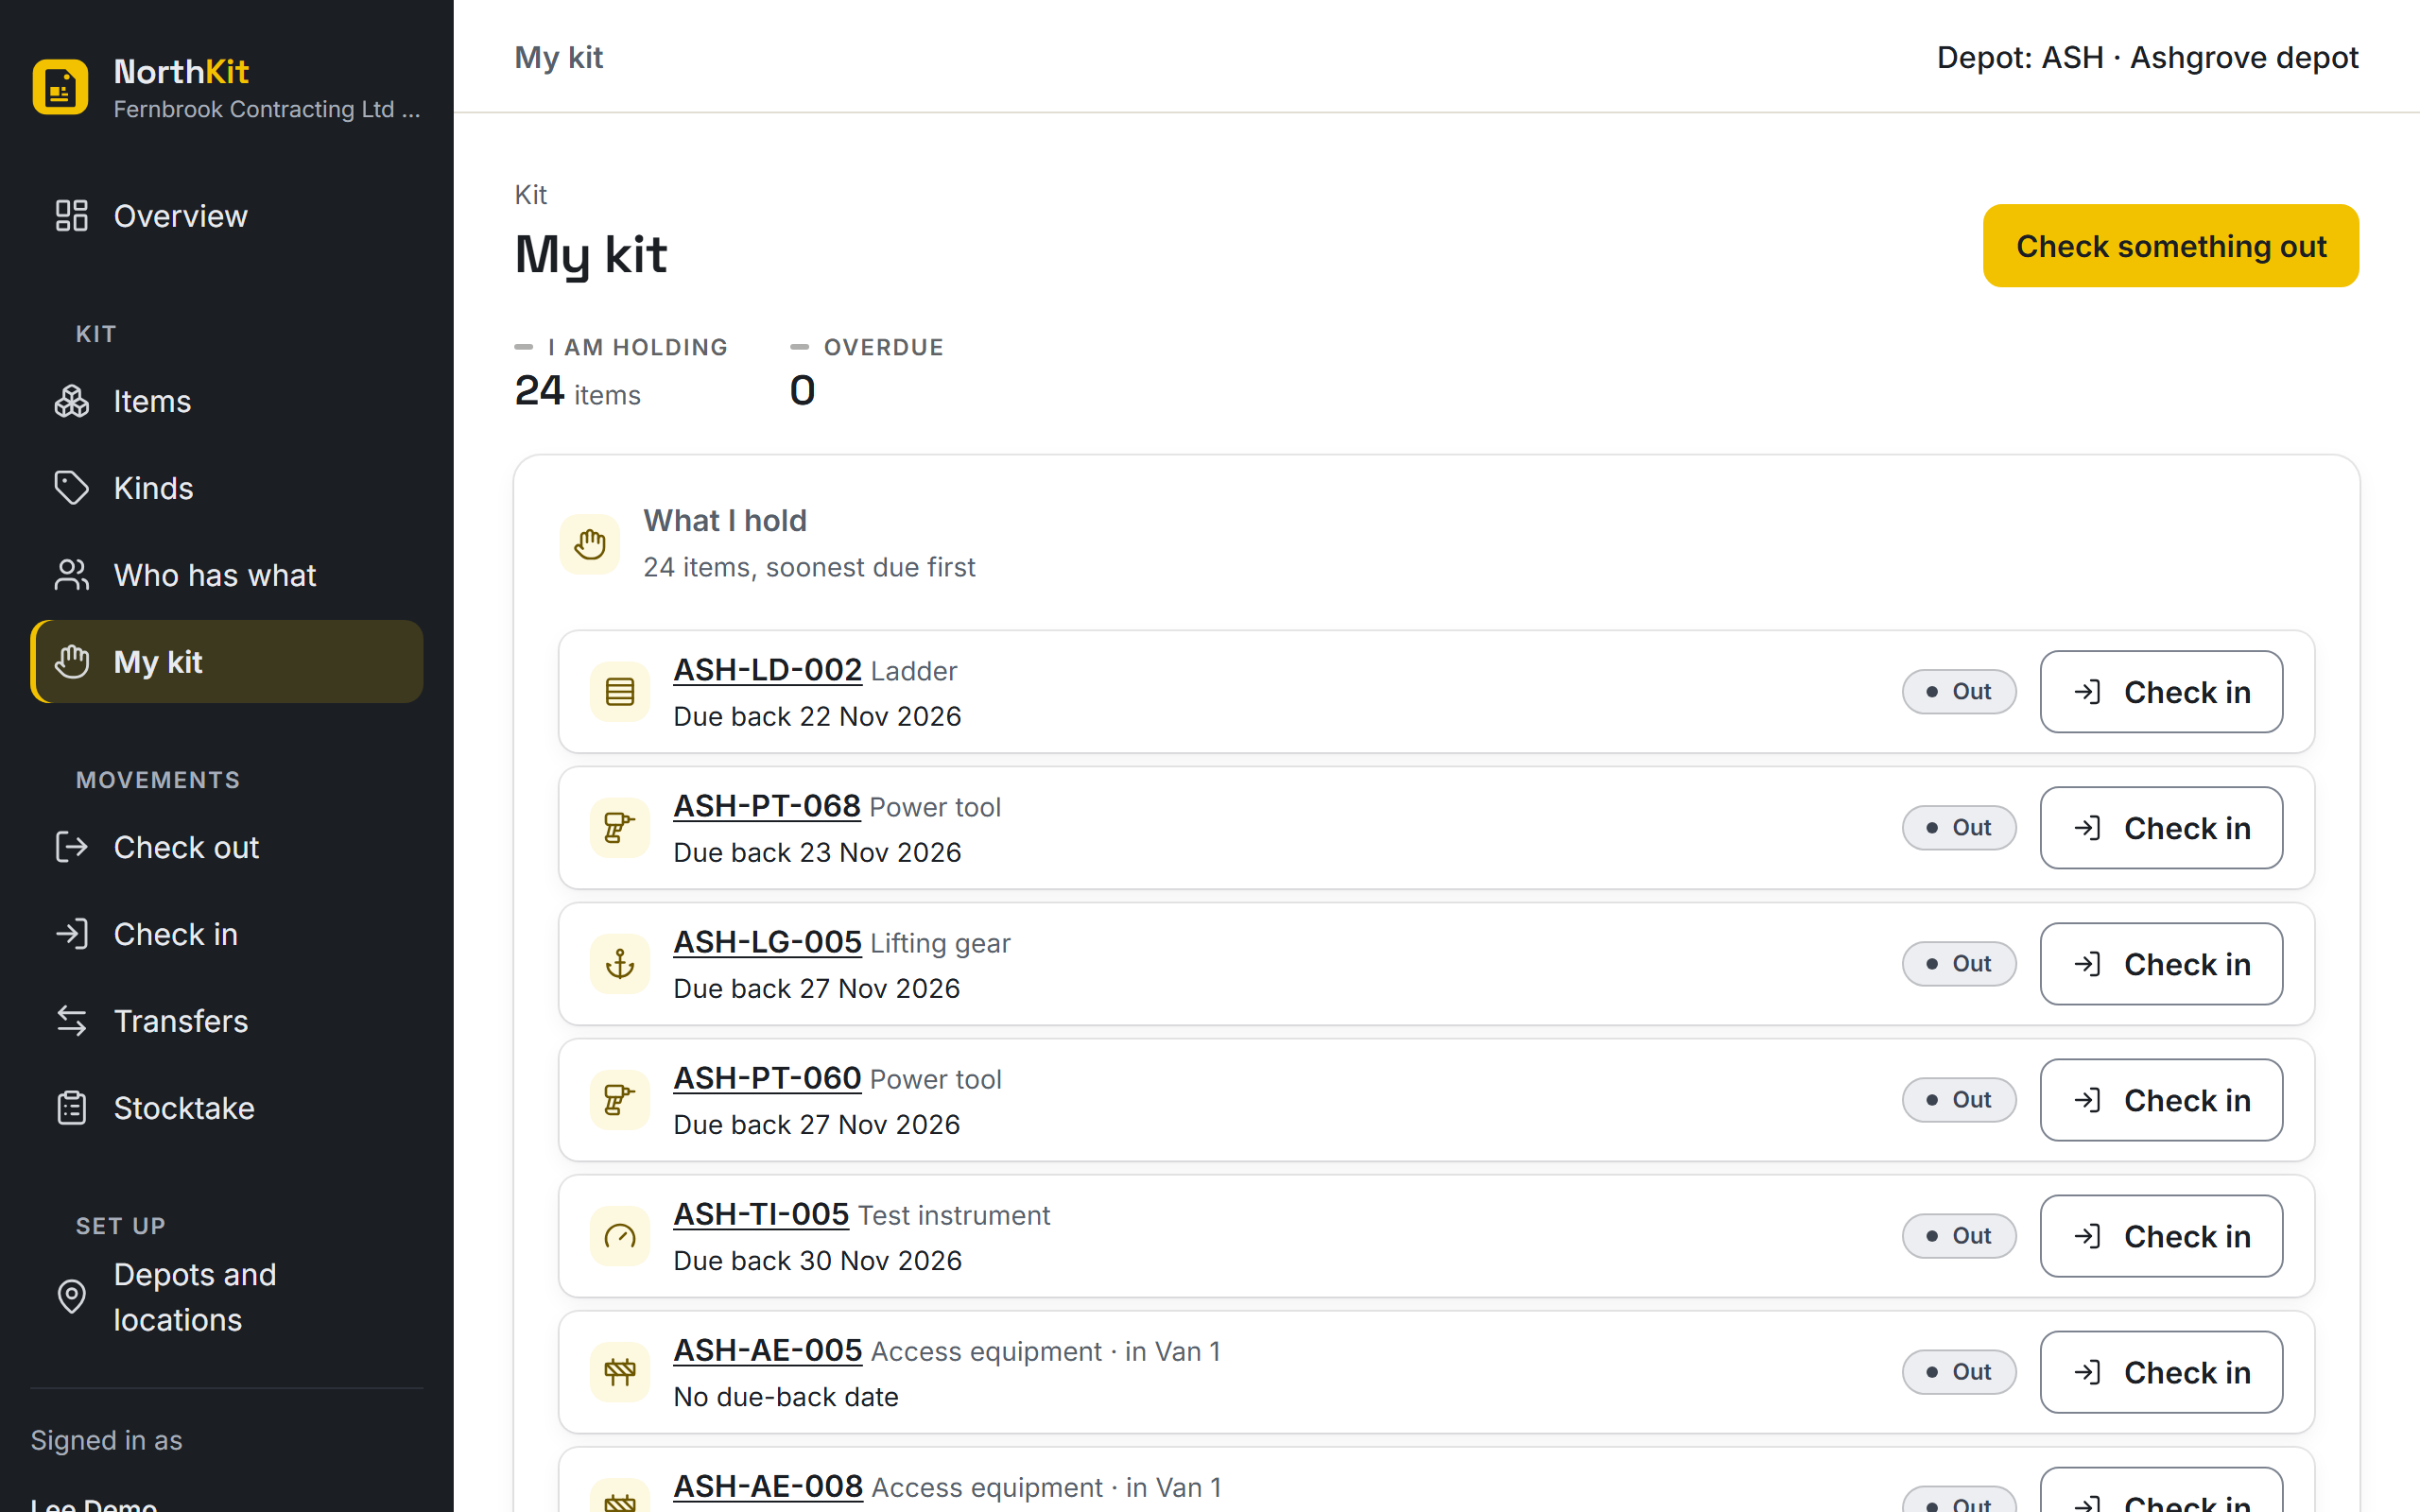 NorthKit
Fernbrook Contracting Ltd ...
Overview
KIT
Items
Kinds
Who has what
My kit
MOVEMENTS
Check out
Check in
Transfers
Stocktake
SET UP
Depots and
locations
Signed in as
Lee Demo
My kit
Depot: ASH · Ashgrove depot
Kit
My kit
Check something out
I AM HOLDING
24 items
OVERDUE
0
What I hold
24 items, soonest due first
ASH-LD-002 Ladder
Due back 22 Nov 2026
Out
Check in
ASH-PT-068 Power tool
Due back 23 Nov 2026
Out
Check in
ASH-LG-005 Lifting gear
Due back 27 Nov 2026
Out
Check in
ASH-PT-060 Power tool
Due back 27 Nov 2026
Out
Check in
ASH-TI-005 Test instrument
Due back 30 Nov 2026
Out
Check in
ASH-AE-005 Access equipment · in Van 1
No due-back date
Out
Check in
ASH-AE-008 Access equipment · in Van 1
Out
Check in